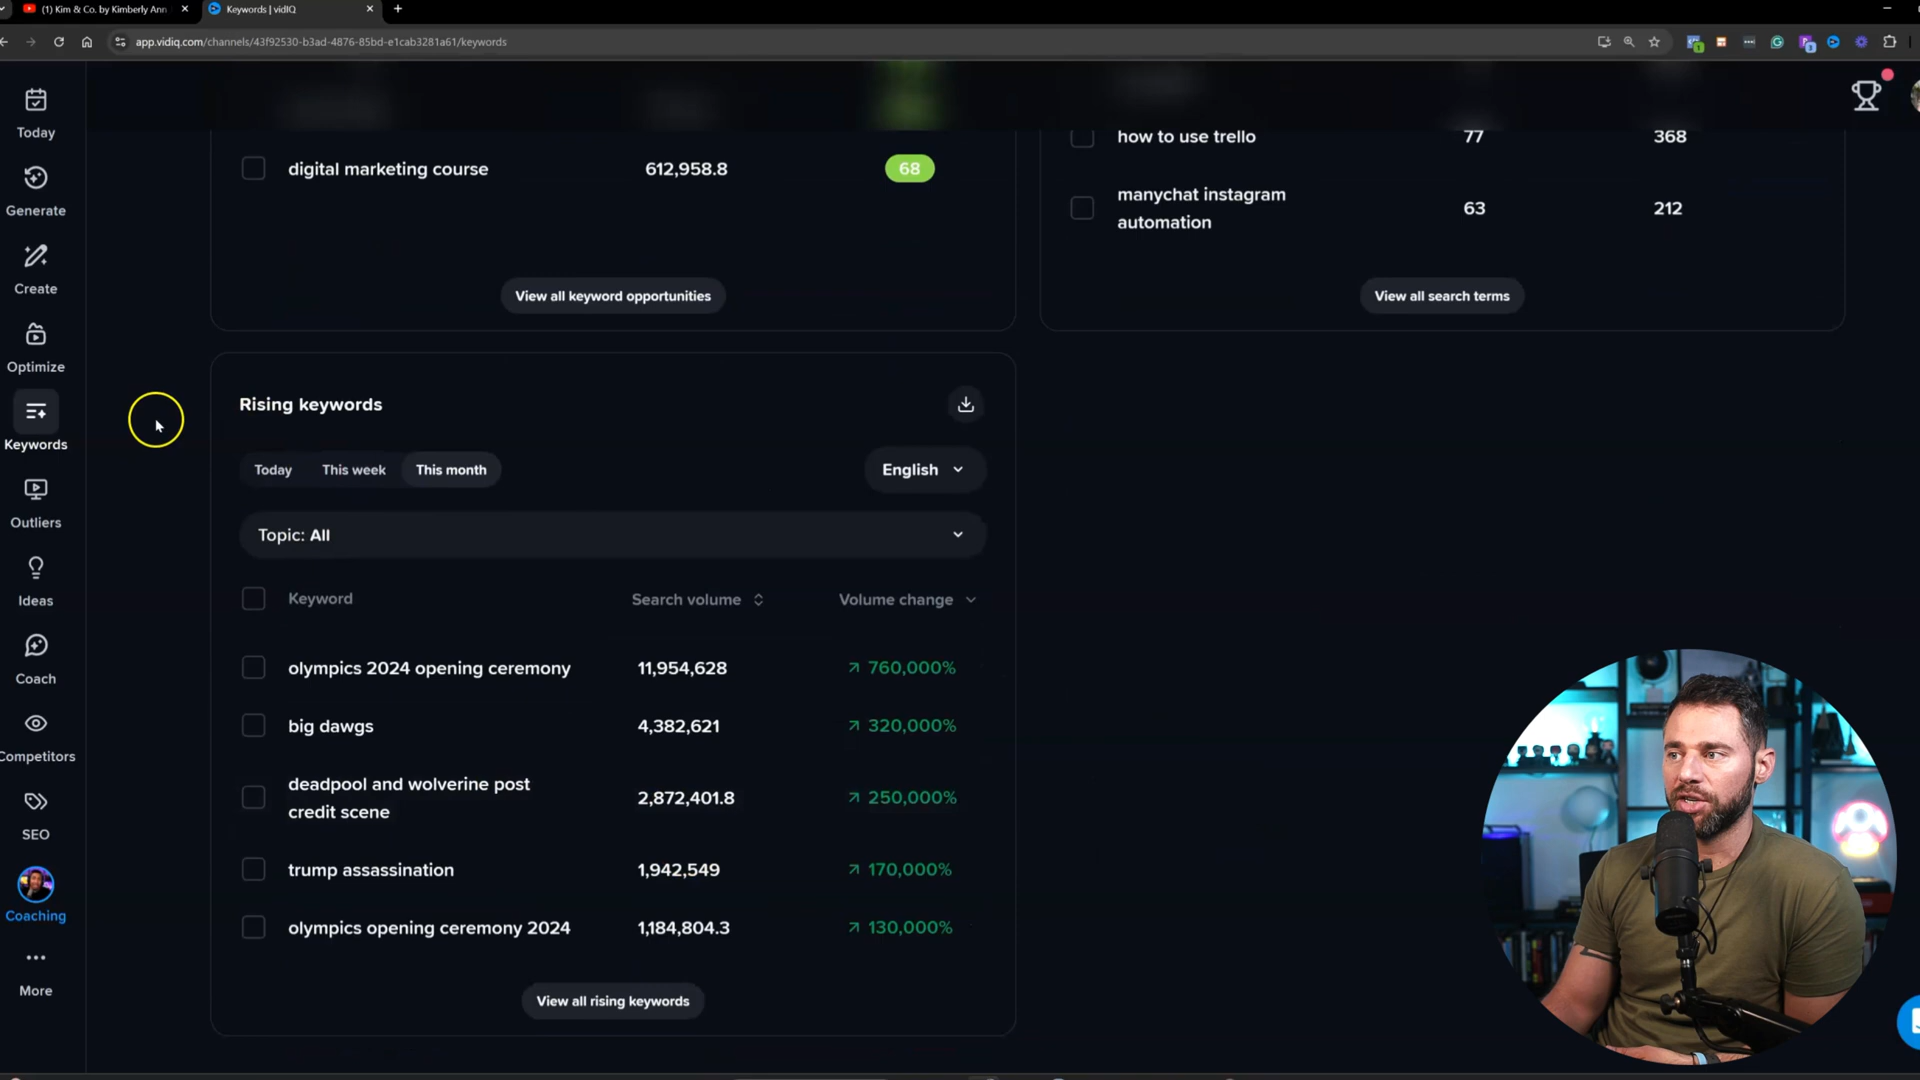 (1) Kim & Co. by Kimberly Ann
Keywords | vidIQ
app.vidiq.com/channels/43f92530-b3ad-4876-85bd-e1cab3281a61/keywords
Today
Generate
Create
Optimize
Keywords
Outliers
Ideas
Coach
Competitors
SEO
Coaching
More
digital marketing course 612,958.8 68
View all keyword opportunities
how to use trello 77 368
manychat instagram
automation
63 212
View all search terms
Rising keywords
Today This week This month
English
Topic: All
Keyword Search volume Volume change
olympics 2024 opening ceremony 11,954,628 760,000%
big dawgs 4,382,621 320,000%
deadpool and wolverine post
credit scene
2,872,401.8 250,000%
trump assassination 1,942,549 170,000%
olympics opening ceremony 2024 1,184,804.3 130,000%
View all rising keywords